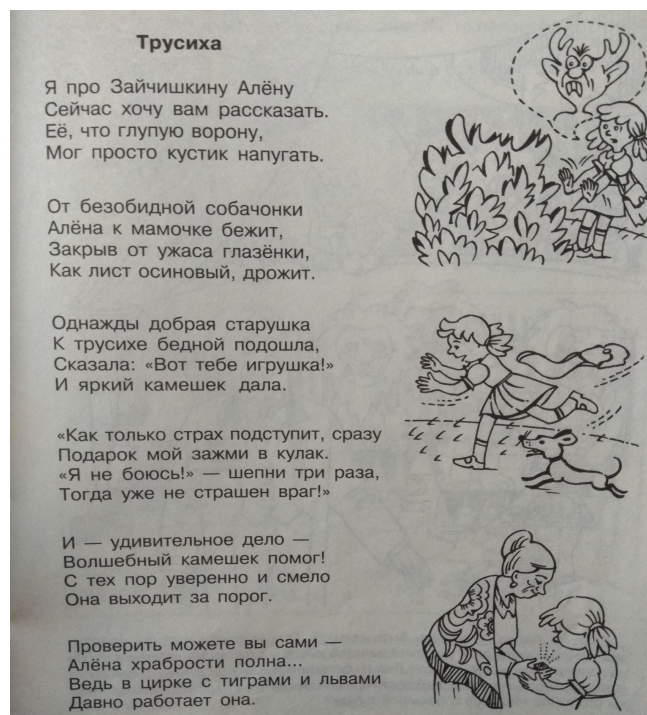 Трусиха
Я про Зайчишкину Алёну
Сейчас хочу вам рассказать.
Её, что глупую ворону,
Мог просто кустик напугать.
От безобидной собачонки
Алёна к мамочке бежит,
Закрыв от ужаса глазёнки,
Как лист осиновый, дрожит.
Однажды добрая старушка
К трусихе бедной подошла,
Сказала: «Вот тебе игрушка!»
И яркий камешек дала.
«Как только страх подступит, сразу
Подарок мой зажми в кулак.
«Я не боюсь!» — шепни три раза,
Тогда уже не страшен враг!»
И — удивительное дело —
Волшебный камешек помог!
С тех пор уверенно и смело
Она выходит за порог.
Проверить можете вы сами —
Алёна храбрости полна...
Ведь в цирке с тиграми и львами
Давно работает она.